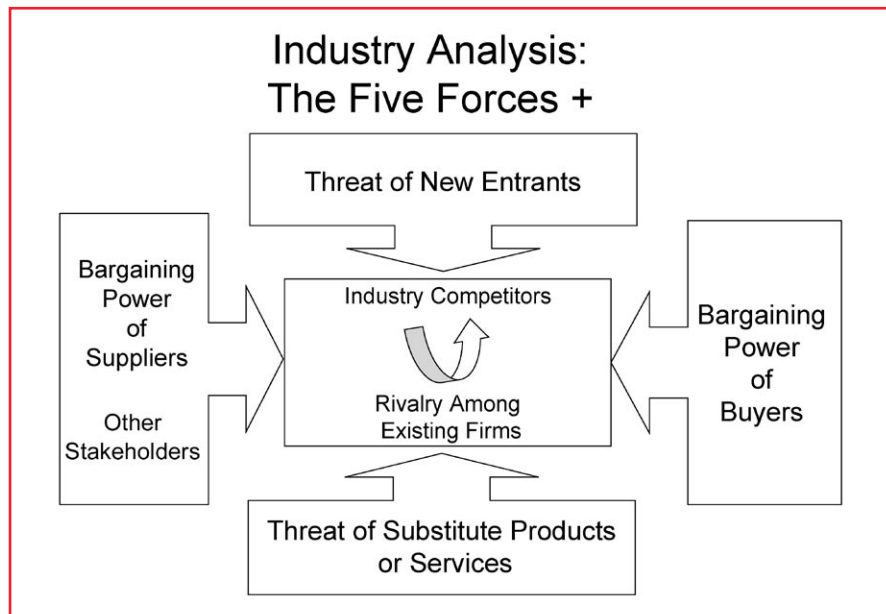 Industry Analysis:
The Five Forces +
Threat of New Entrants
Bargaining
Power
of
Suppliers
Other
Stakeholders
Industry Competitors
Rivalry Among
Existing Firms
Bargaining
Power
of
Buyers
Threat of Substitute Products
or Services